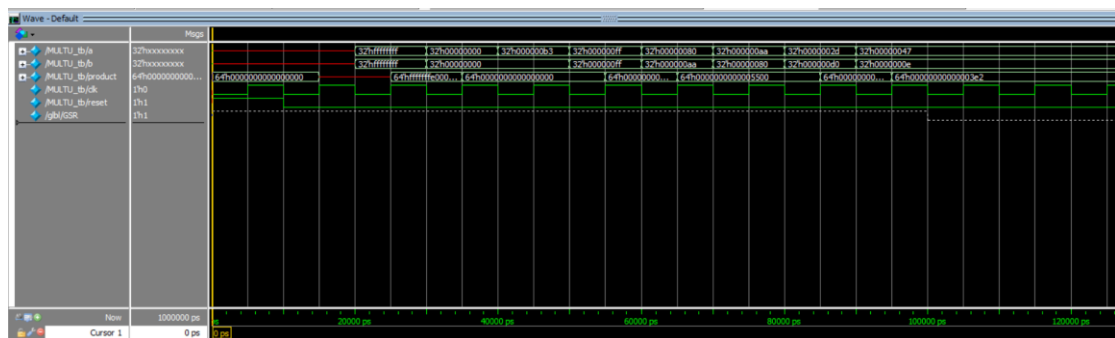 Wave - Default
Msgs
/MULTU_tb/a 32'hxxxxxxxx 32'hffffffff 32'h00000000 32'h000000b3 32'h000000ff 32'h00000080 32'h000000aa 32'h0000002d 32'h00000047
/MULTU_tb/b 32'hxxxxxxxx 32'hffffffff 32'h00000000 32'h000000ff 32'h000000aa 32'h00000080 32'h000000d0 32'h0000000e
/MULTU_tb/product 64'h0000000000... 64'h0000000000000000 64'hfffffffe000... 64'h0000000000000000 64'h00000000... 64'h0000000000005500 64'h00000000... 64'h00000000000003e2
/MULTU_tb/clk 1'h0
/MULTU_tb/reset 1'h1
/glbl/GSR 1'h1
Now 1000000 ps ps 20000 ps 40000 ps 60000 ps 80000 ps 100000 ps 120000 ps
Cursor 1 0 ps 0 ps